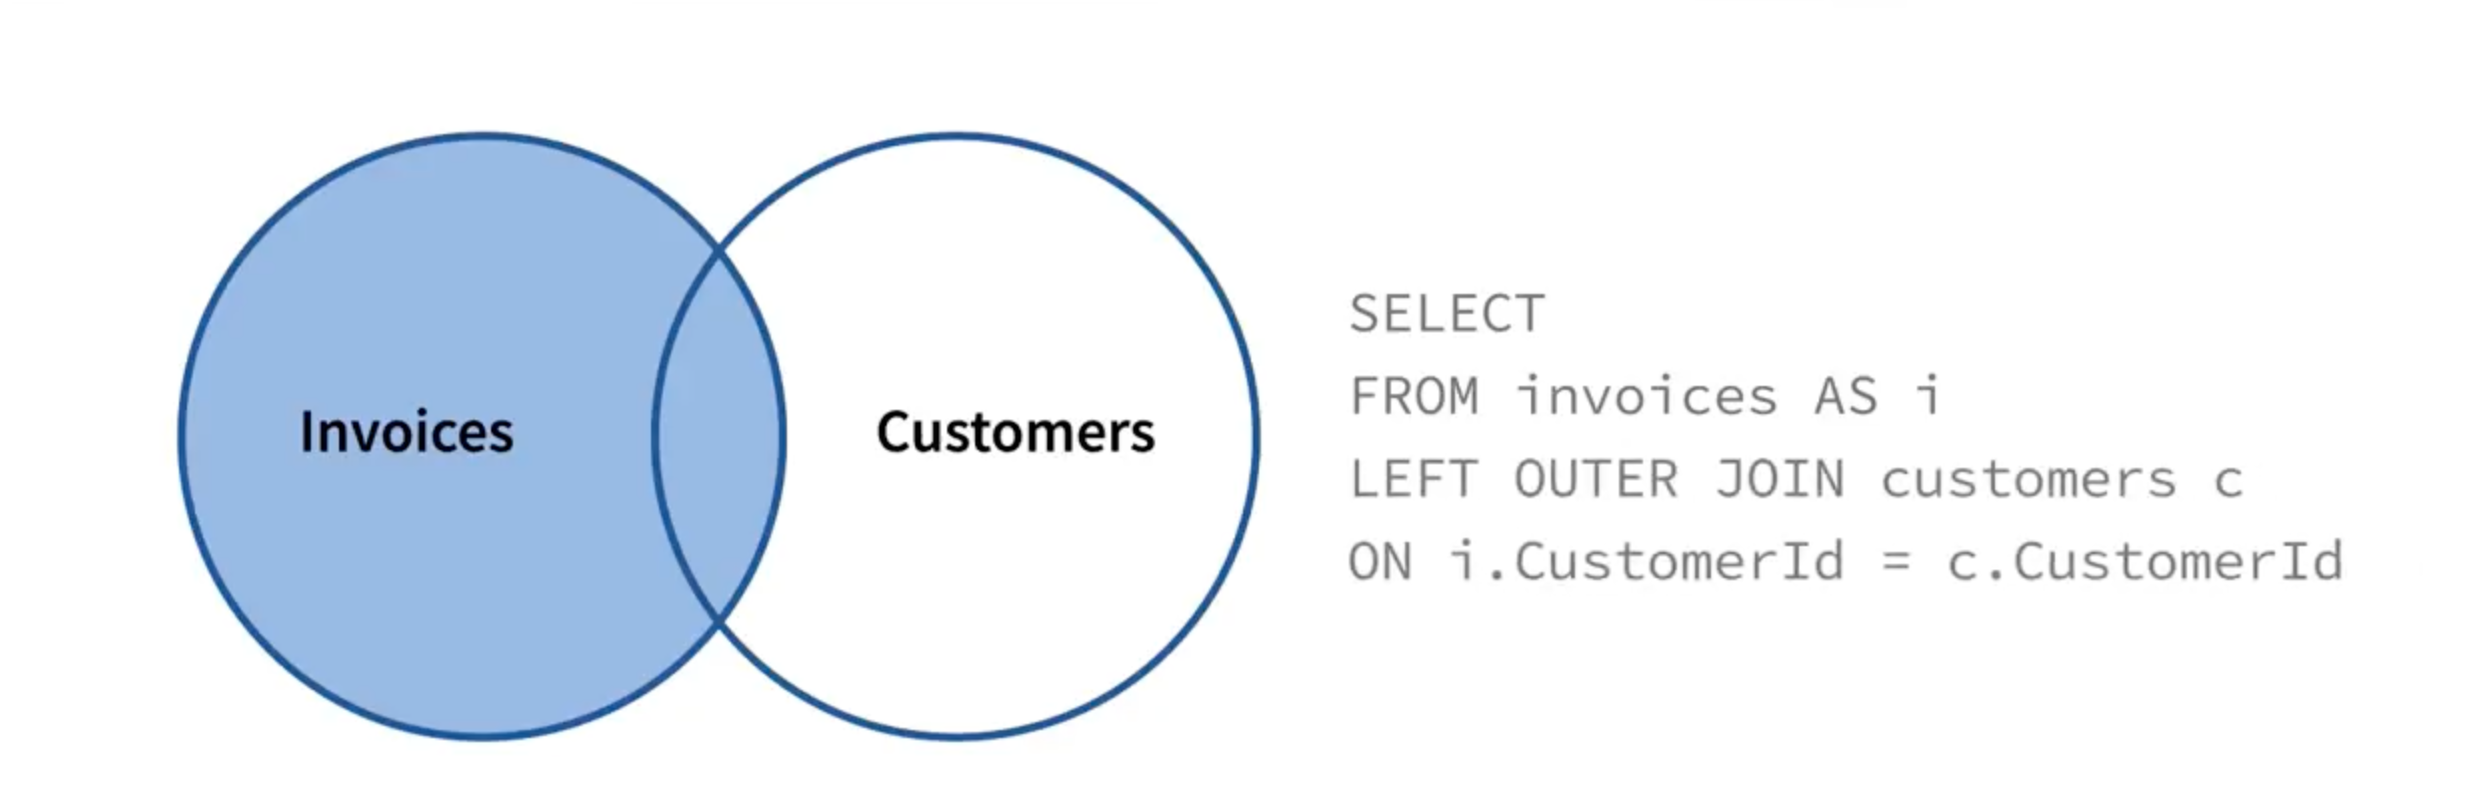 Invoices
Customers
SELECT
FROM invoices AS i
LEFT OUTER JOIN customers c
ON i.CustomerId = c.CustomerId